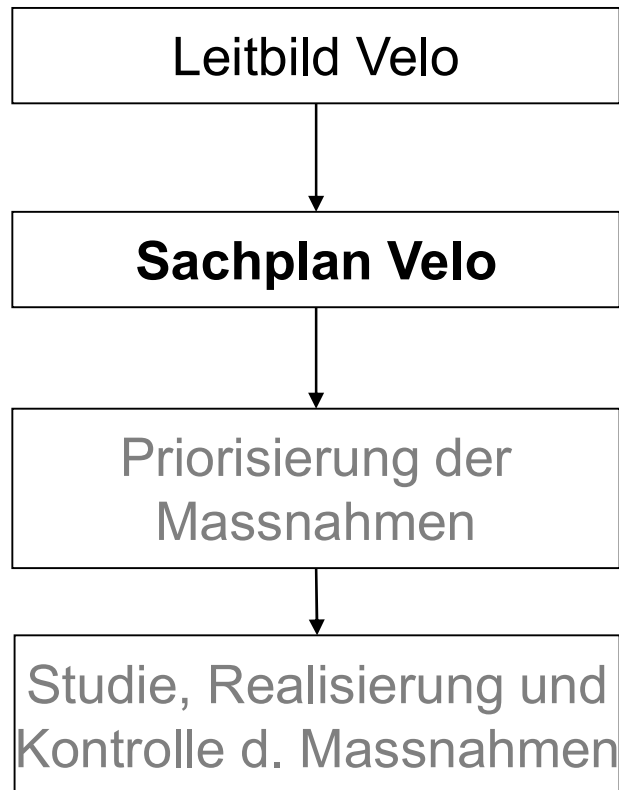 Leitbild Velo
Sachplan Velo
Priorisierung der
Massnahmen
Studie, Realisierung und
Kontrolle d. Massnahmen